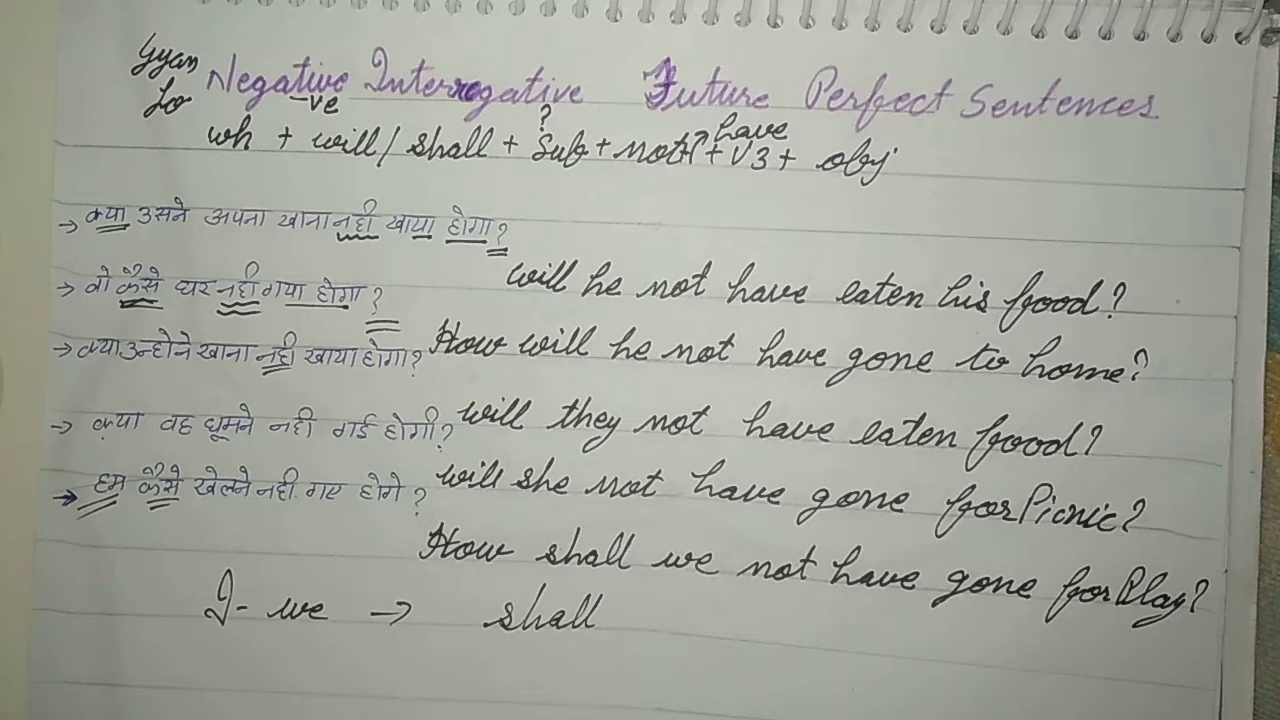 Gyan Negative Interrogative Future Perfect Sentences
Lo -ve ? have
wh + will / shall + Sub + not + V3 + obj
→ क्या उसने अपना खाना नही खाया होगा?
will he not have eaten his food?
→ वो कैसे घर नही गया होगा?
How will he not have gone to home?
→ क्या उन्होने खाना नही खाया होगा?
will they not have eaten food?
→ क्या वह घूमने नही गई होगी?
will she not have gone for Picnic?
→ हम कैसे खेलने नही गए होगे?
How shall we not have gone for Play?
I - we → shall